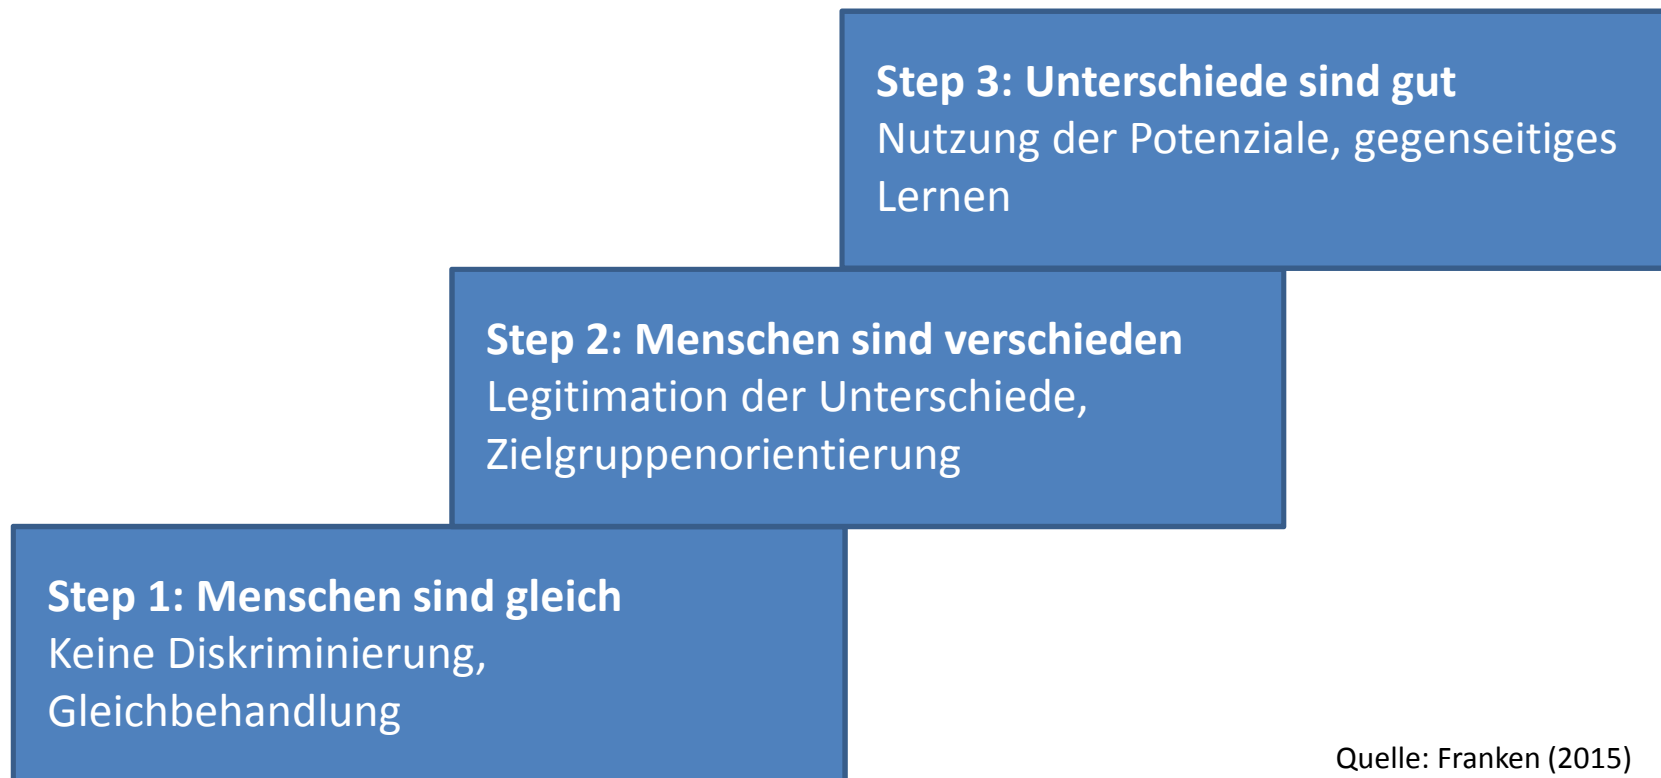 Step 3: Unterschiede sind gut
Nutzung der Potenziale, gegenseitiges
Lernen
Step 2: Menschen sind verschieden
Legitimation der Unterschiede,
Zielgruppenorientierung
Step 1: Menschen sind gleich
Keine Diskriminierung,
Gleichbehandlung
Quelle: Franken (2015)